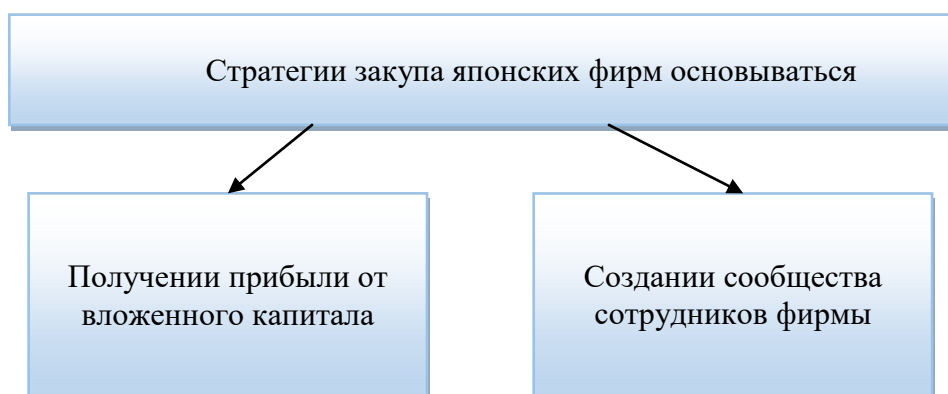 Стратегии закупа японских фирм основываться
Получении прибыли от
вложенного капитала
Создании сообщества
сотрудников фирмы